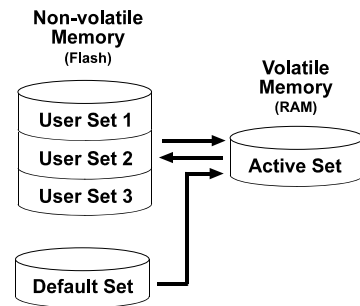 Non-volatile
Memory
(Flash)
User Set 1
User Set 2
User Set 3
Default Set
Volatile
Memory
(RAM)
Active Set